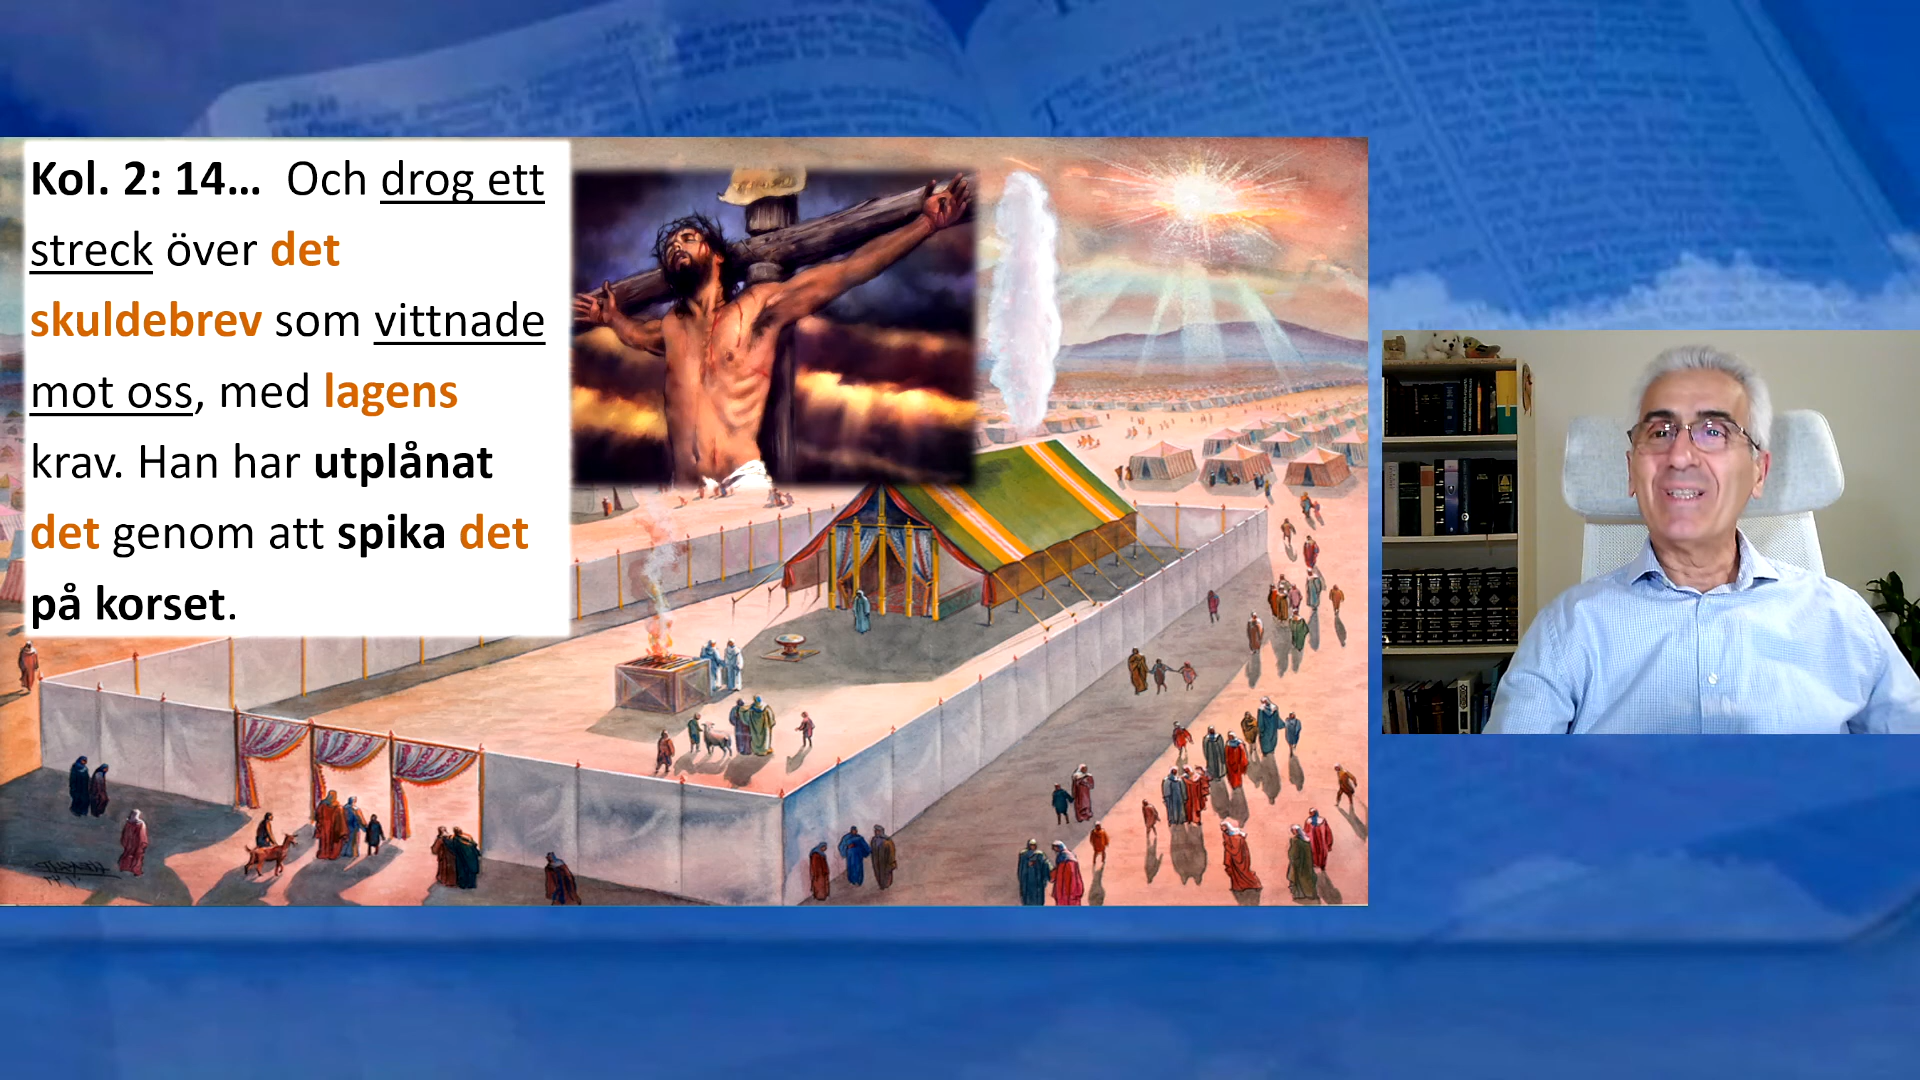 Kol. 2: 14... Och drog ett
streck över det
skuldebrev som vittnade
mot oss, med lagens
krav. Han har utplånat
det genom att spika det
på korset.